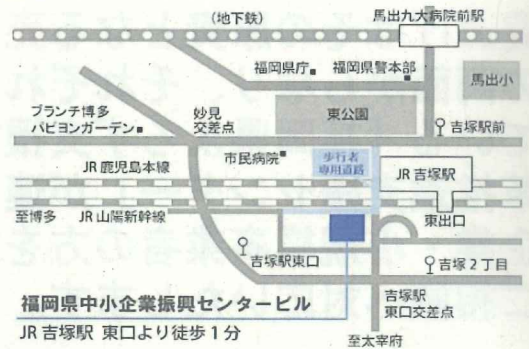 (地下鉄)
馬出九大病院前駅
福岡県庁
福岡県警本部
馬出小
ブランチ博多
パピヨンガーデン
妙見
交差点
東公園
吉塚駅前
JR 鹿児島本線
市民病院
歩行者
専用道路
JR 吉塚駅
至博多
JR 山陽新幹線
東出口
吉塚駅東口
吉塚2丁目
福岡県中小企業振興センタービル
吉塚駅
東口交差点
JR 吉塚駅 東口より徒歩1分
至太宰府